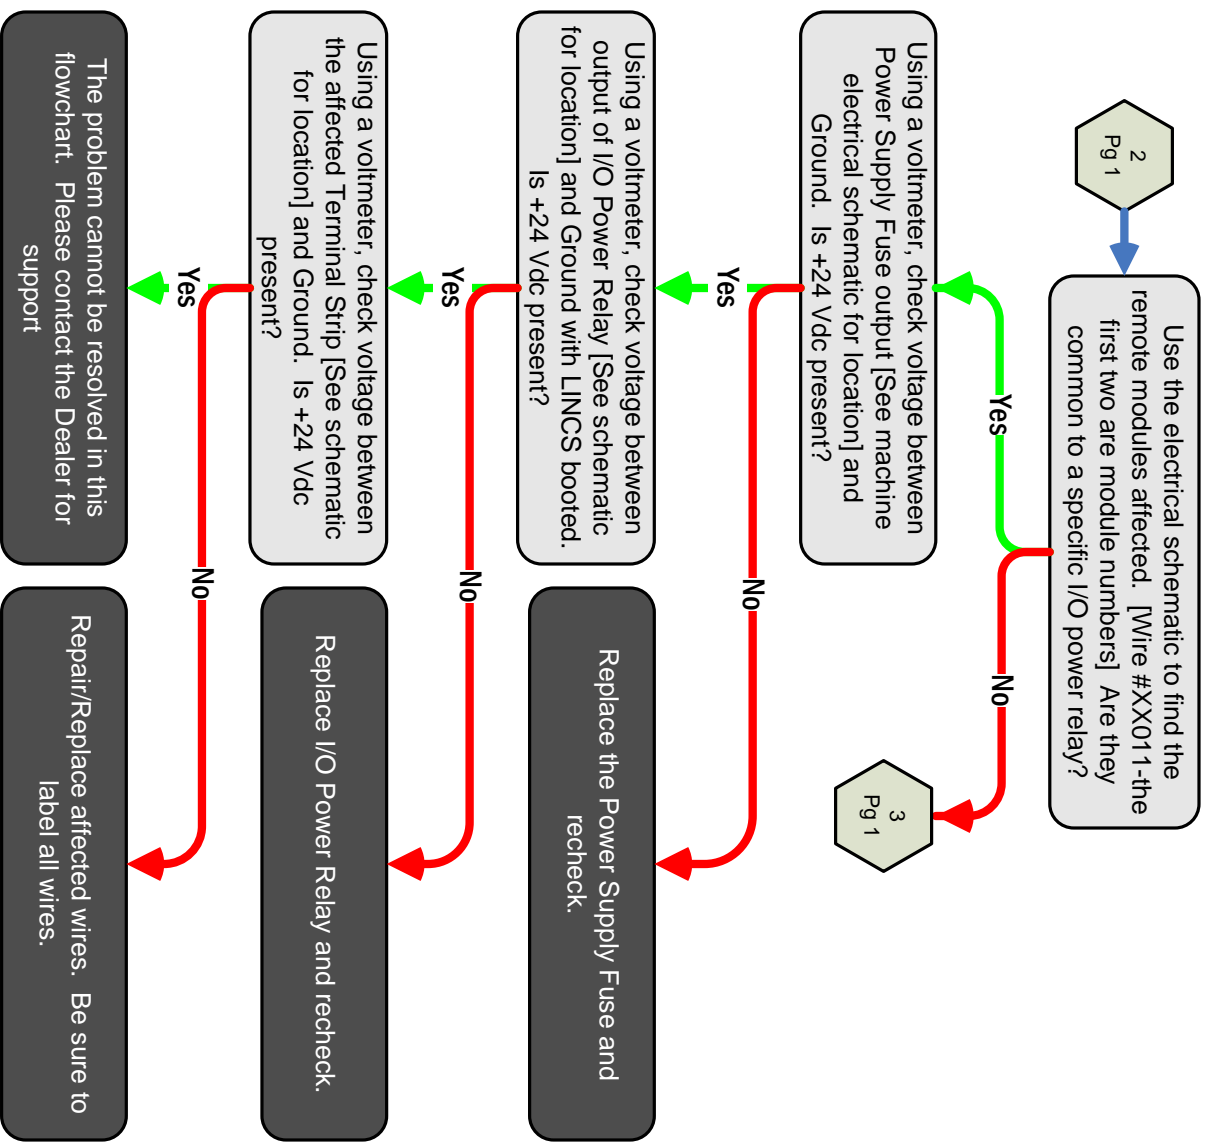 2
Pg 1
Use the electrical schematic to find the
remote modules affected.  [Wire #XX011-the
first two are module numbers]  Are they
common to a specific I/O power relay?
Yes
No
3
Pg 1
Using a voltmeter, check voltage between
Power Supply Fuse output [See machine
electrical schematic for location] and
Ground.  Is +24 Vdc present?
Yes
No
Replace the Power Supply Fuse and
recheck.
Using a voltmeter, check voltage between
output of I/O Power Relay [See schematic
for location] and Ground with LINCS booted.
Is +24 Vdc present?
Yes
No
Replace I/O Power Relay and recheck.
Using a voltmeter, check voltage between
the affected Terminal Strip [See schematic
for location] and Ground.  Is +24 Vdc
present?
Yes
No
Repair/Replace affected wires.  Be sure to
label all wires.
The problem cannot be resolved in this
flowchart.  Please contact the Dealer for
support